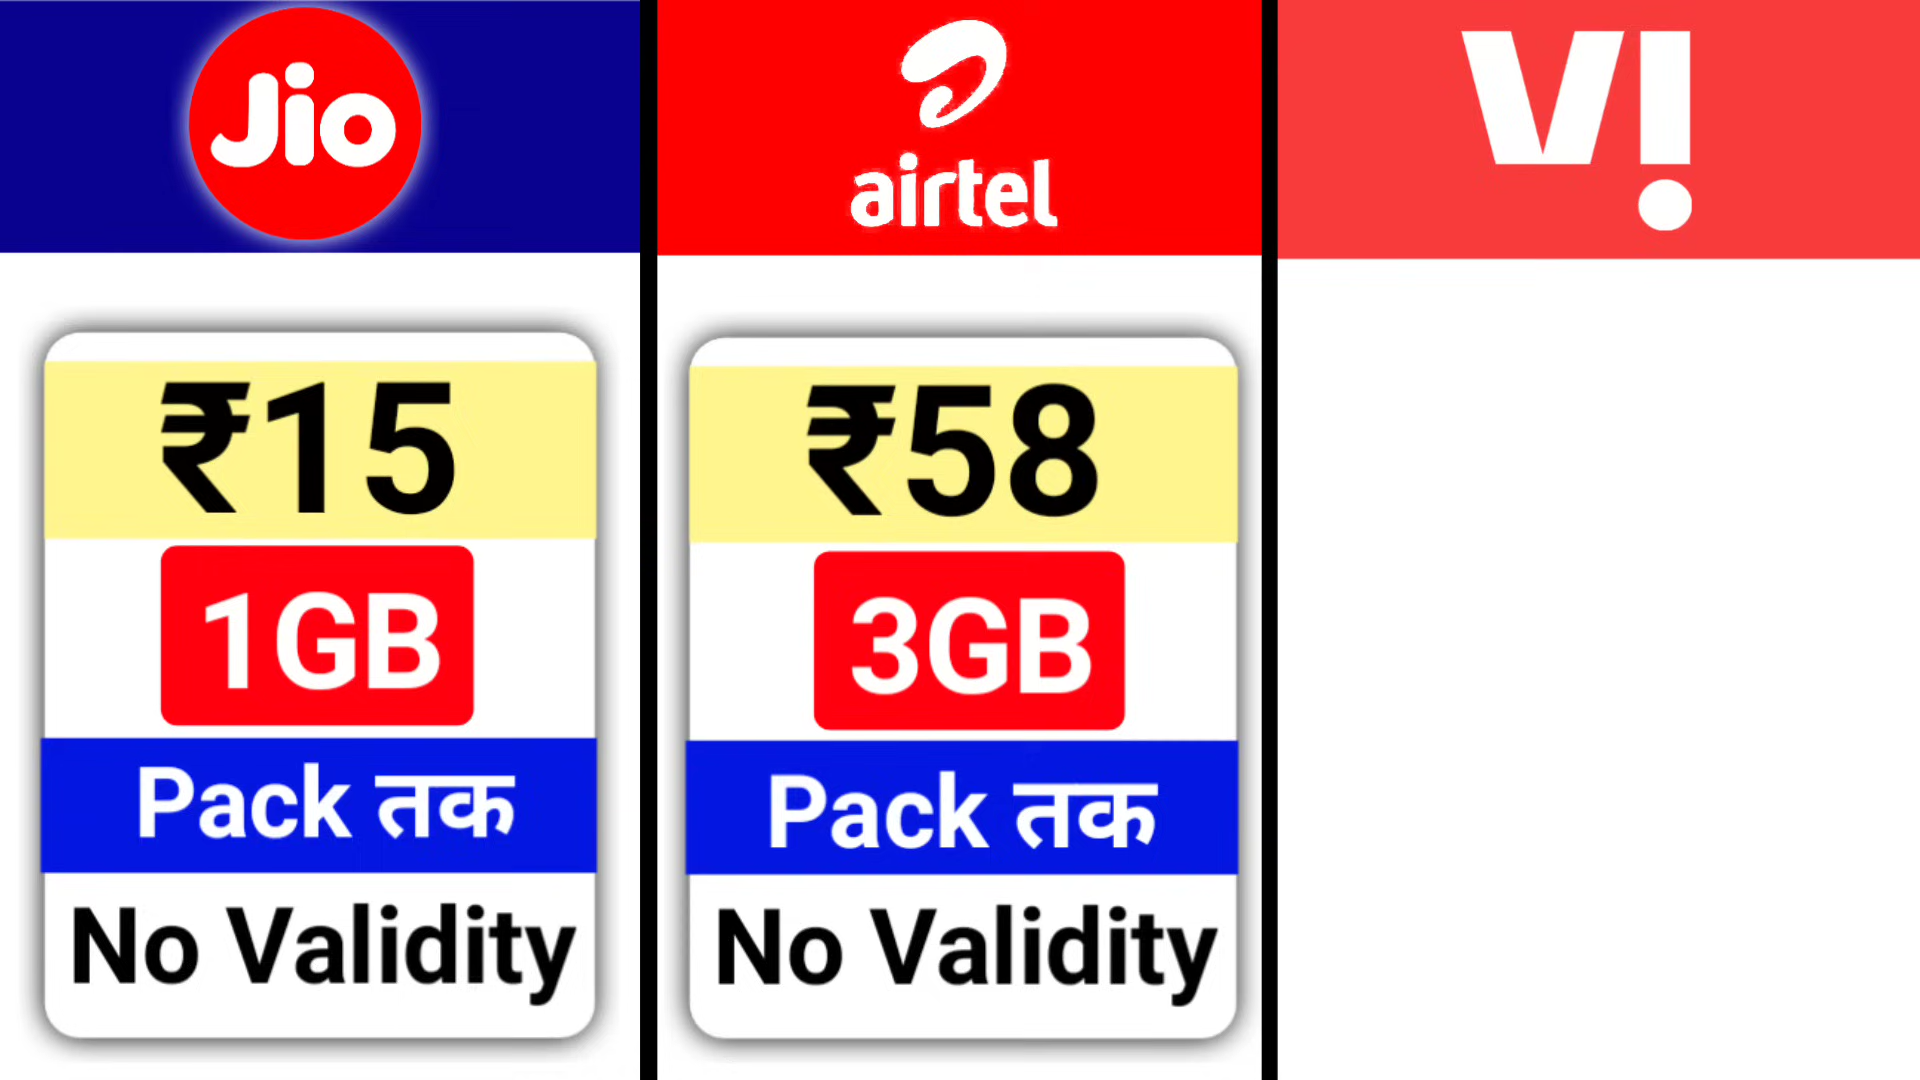 Jio
₹15
1GB
Pack तक
No Validity
airtel
₹58
3GB
Pack तक
No Validity
VI